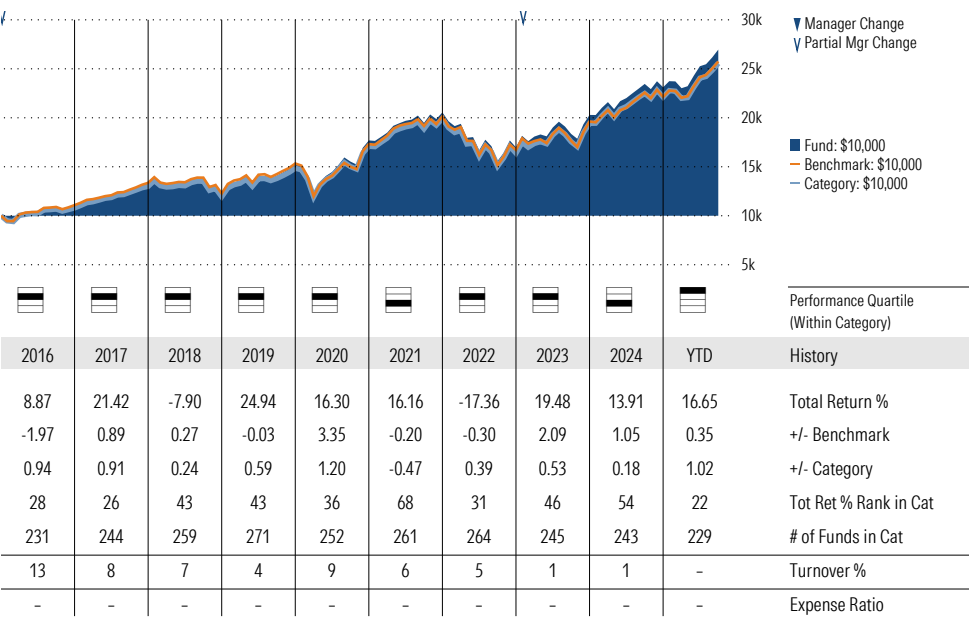 30k
25k
20k
15k
10k
5k
Manager Change
Partial Mgr Change
Fund: $10,000
Benchmark: $10,000
Category: $10,000
Performance Quartile
(Within Category)
2016 2017 2018 2019 2020 2021 2022 2023 2024 YTD History
8.87 21.42 -7.90 24.94 16.30 16.16 -17.36 19.48 13.91 16.65 Total Return %
-1.97 0.89 0.27 -0.03 3.35 -0.20 -0.30 2.09 1.05 0.35 +/- Benchmark
0.94 0.91 0.24 0.59 1.20 -0.47 0.39 0.53 0.18 1.02 +/- Category
28 26 43 43 36 68 31 46 54 22 Tot Ret % Rank in Cat
231 244 259 271 252 261 264 245 243 229 # of Funds in Cat
13 8 7 4 9 6 5 1 1 – Turnover %
– – – – – – – – – – Expense Ratio